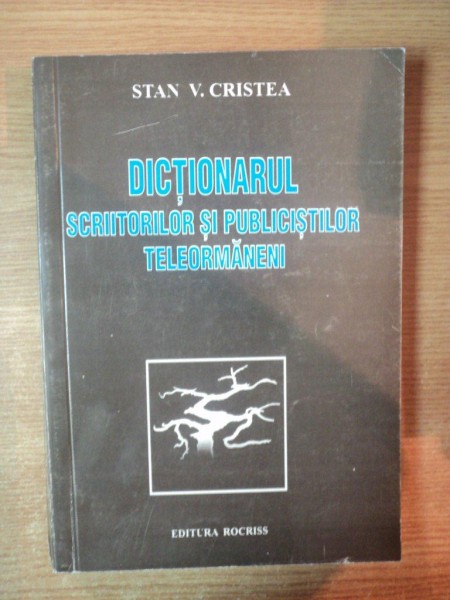 STAN V. CRISTEA
DICȚIONARUL
SCRIITORILOR ȘI PUBLICIȘTILOR
TELEORMĂNENI
EDITURA ROCRISS